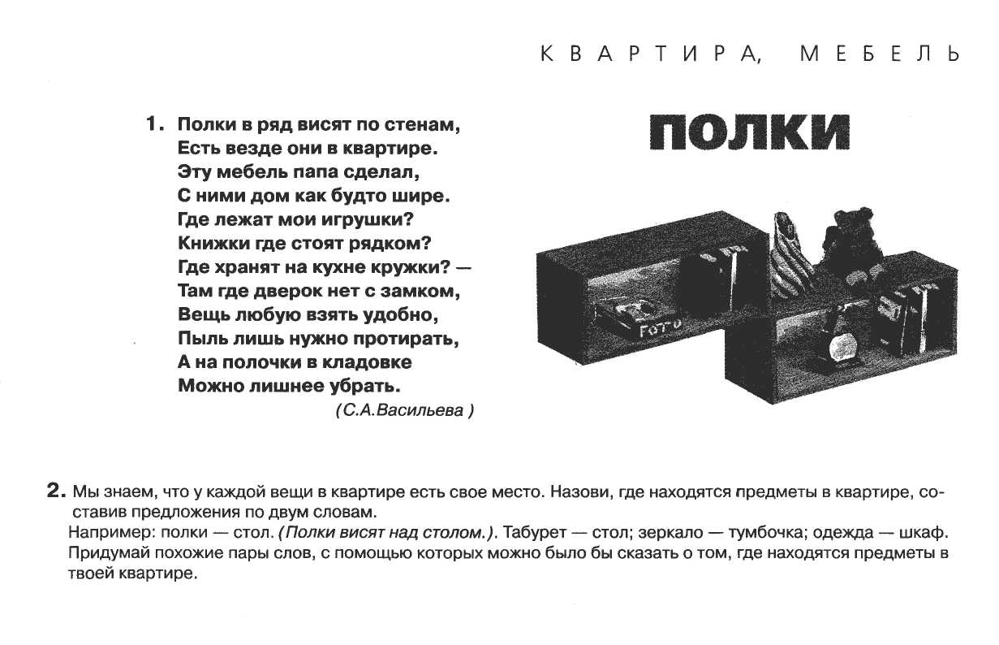 КВАРТИРА, МЕБЕЛЬ
ПОЛКИ
1. Полки в ряд висят по стенам,
Есть везде они в квартире.
Эту мебель папа сделал,
С ними дом как будто шире.
Где лежат мои игрушки?
Книжки где стоят рядком?
Где хранят на кухне кружки? —
Там где дверок нет с замком,
Вещь любую взять удобно,
Пыль лишь нужно протирать,
А на полочки в кладовке
Можно лишнее убрать.
(С.А.Васильева )
FOTO
2. Мы знаем, что у каждой вещи в квартире есть свое место. Назови, где находятся предметы в квартире, со-
ставив предложения по двум словам.
Например: полки — стол. (Полки висят над столом.). Табурет — стол; зеркало — тумбочка; одежда — шкаф.
Придумай похожие пары слов, с помощью которых можно было бы сказать о том, где находятся предметы в
твоей квартире.